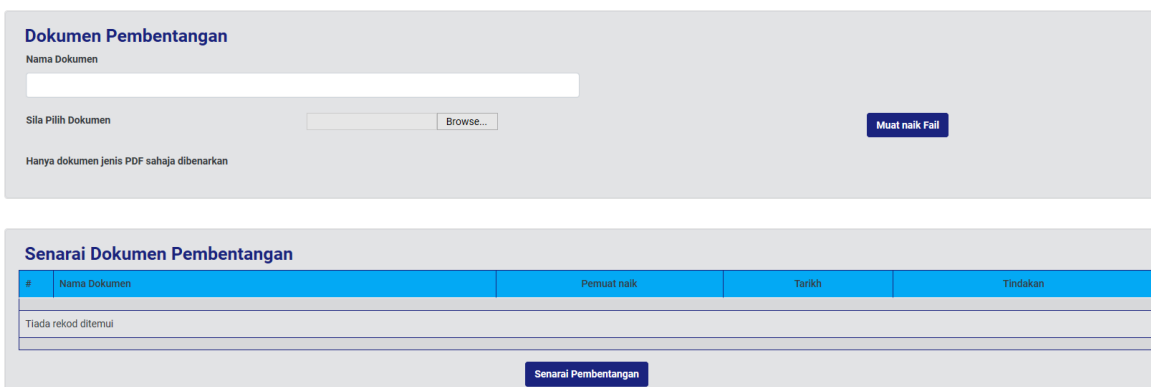 Dokumen Pembentangan
Nama Dokumen
Sila Pilih Dokumen Browse... Muat naik Fail
Hanya dokumen jenis PDF sahaja dibenarkan
Senarai Dokumen Pembentangan
# Nama Dokumen Pemuat naik Tarikh Tindakan
Tiada rekod ditemui
Senarai Pembentangan